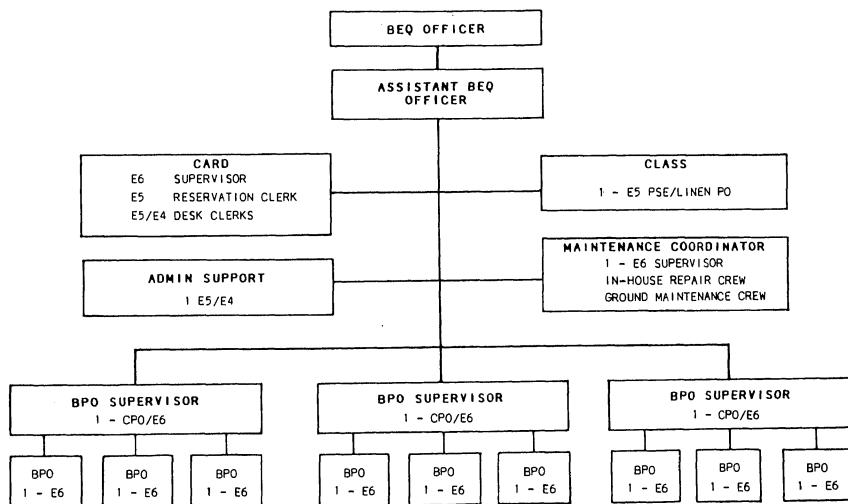 BEQ OFFICER
ASSISTANT BEQ
OFFICER
CARD
E6 SUPERVISOR
E5 RESERVATION CLERK
E5/E4 DESK CLERKS
CLASS
1 - E5 PSE/LINEN PO
ADMIN SUPPORT
1 E5/E4
MAINTENANCE COORDINATOR
1 - E6 SUPERVISOR
IN-HOUSE REPAIR CREW
GROUND MAINTENANCE CREW
BPO SUPERVISOR
1 - CPO/E6
BPO SUPERVISOR
1 - CPO/E6
BPO SUPERVISOR
1 - CPO/E6
BPO
1 - E6
BPO
1 - E6
BPO
1 - E6
BPO
1 - E6
BPO
1 - E6
BPO
1 - E6
BPO
1 - E6
BPO
1 - E6
BPO
1 - E6